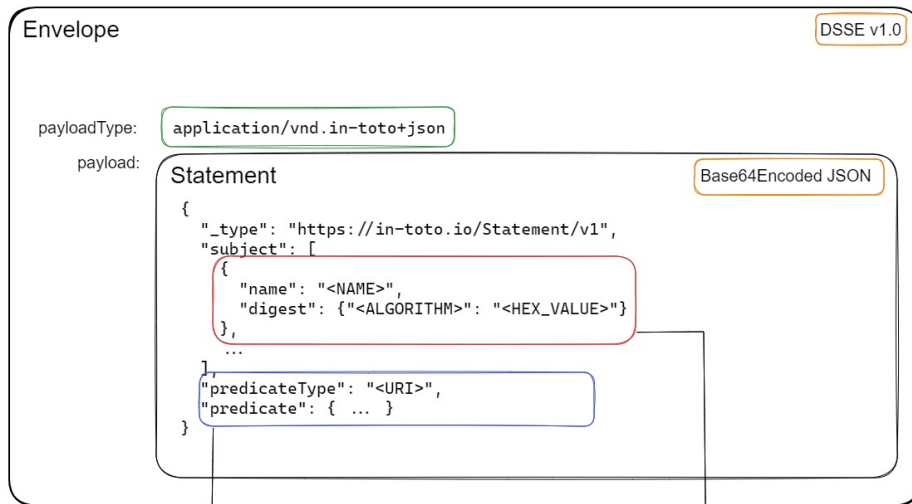 Envelope
DSSE v1.0
payloadType:
application/vnd.in-toto+json
payload:
Statement
Base64Encoded JSON
{
"_type": "https://in-toto.io/Statement/v1",
"subject": [
{
"name": "<NAME>",
"digest": {"<ALGORITHM>": "<HEX_VALUE>"}
},
...
],
"predicateType": "<URI>",
"predicate": { ... }
}